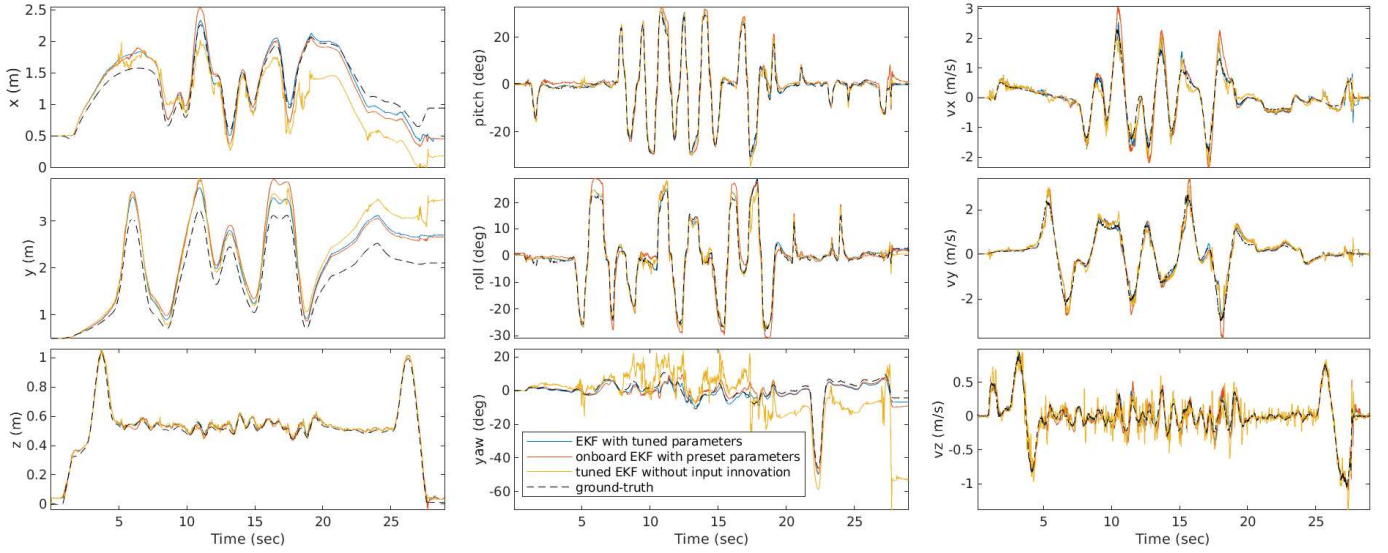 2.5
2
1.5
1
0.5
0
x (m)
20
0
-20
pitch (deg)
3
2
1
0
-1
-2
vx (m/s)
3
2
1
y (m)
20
10
0
-10
-20
-30
roll (deg)
2
0
-2
vy (m/s)
1
0.8
0.6
0.4
0.2
0
z (m)
5 10 15 20 25
Time (sec)
20
0
-20
-40
-60
yaw (deg)
EKF with tuned parameters
onboard EKF with preset parameters
tuned EKF without input innovation
ground-truth
5 10 15 20 25
Time (sec)
0.5
0
-0.5
-1
vz (m/s)
5 10 15 20 25
Time (sec)